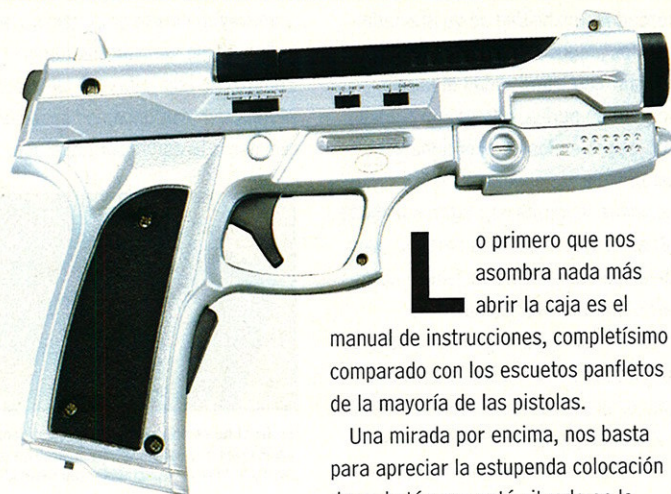 Lo primero que nos
asombra nada más
abrir la caja es el
manual de instrucciones, completísimo
comparado con los escuetos panfletos
de la mayoría de las pistolas.
Una mirada por encima, nos basta
para apreciar la estupenda colocación